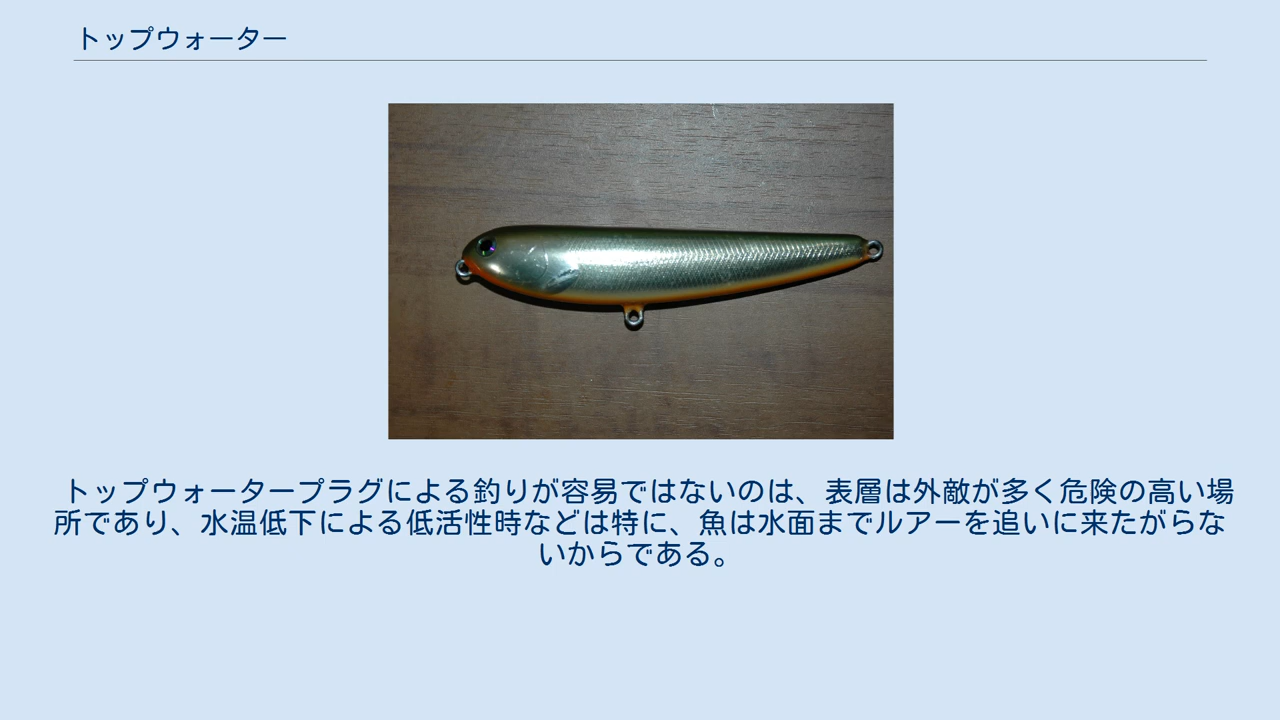 トップウォーター
トップウォータープラグによる釣りが容易ではないのは、表層は外敵が多く危険の高い場
所であり、水温低下による低活性時などは特に、魚は水面までルアーを追いに来たがらな
いからである。